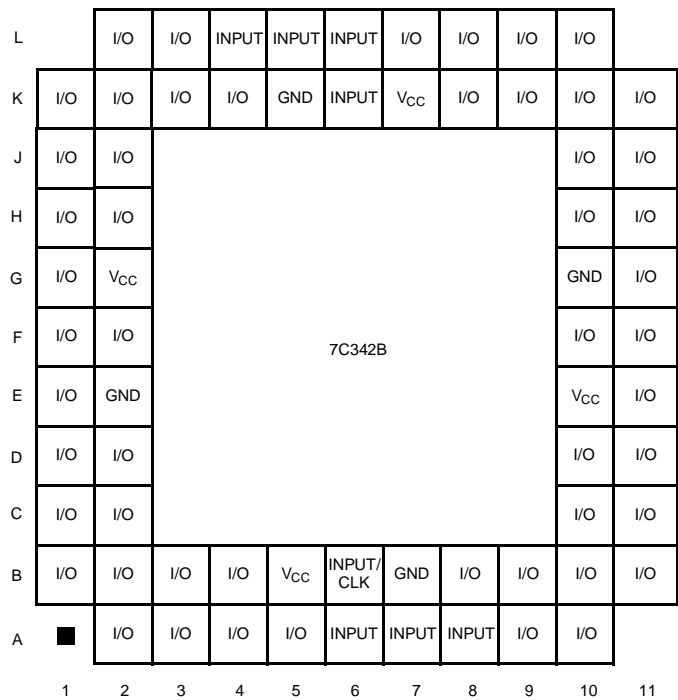 L I/O I/O INPUT INPUT INPUT I/O I/O I/O I/O
K I/O I/O I/O I/O GND INPUT VCC I/O I/O I/O I/O
J I/O I/O I/O I/O
H I/O I/O I/O I/O
G I/O VCC GND I/O
F I/O I/O 7C342B I/O I/O
E I/O GND VCC I/O
D I/O I/O I/O I/O
C I/O I/O I/O I/O
B I/O I/O I/O I/O VCC INPUT/ CLK GND I/O I/O I/O I/O
A I/O I/O I/O I/O INPUT INPUT INPUT I/O I/O
1 2 3 4 5 6 7 8 9 10 11